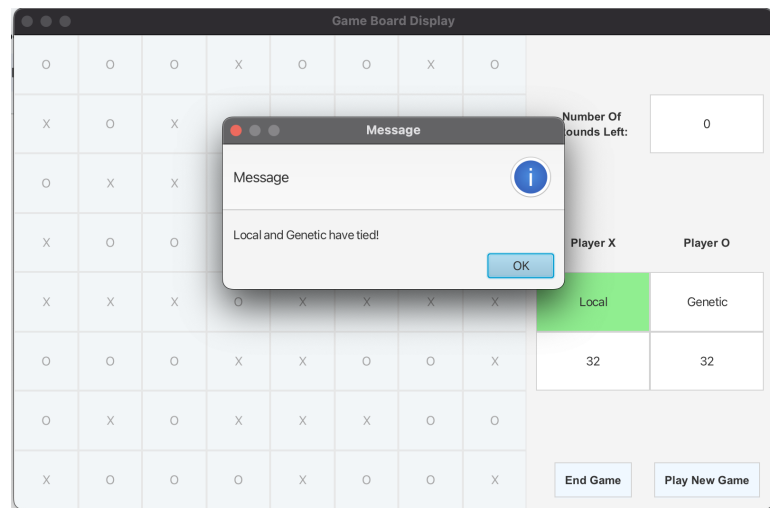 Game Board Display
O O O X O O X O
X O X
Number Of
ounds Left:
0
Message
Message
Local and Genetic have tied!
OK
O X X
X O O
Player X Player O
X X X O X X X X
Local Genetic
O O O X X O O X
32 32
O X O X X X O O
X O O O X O O X
End Game Play New Game